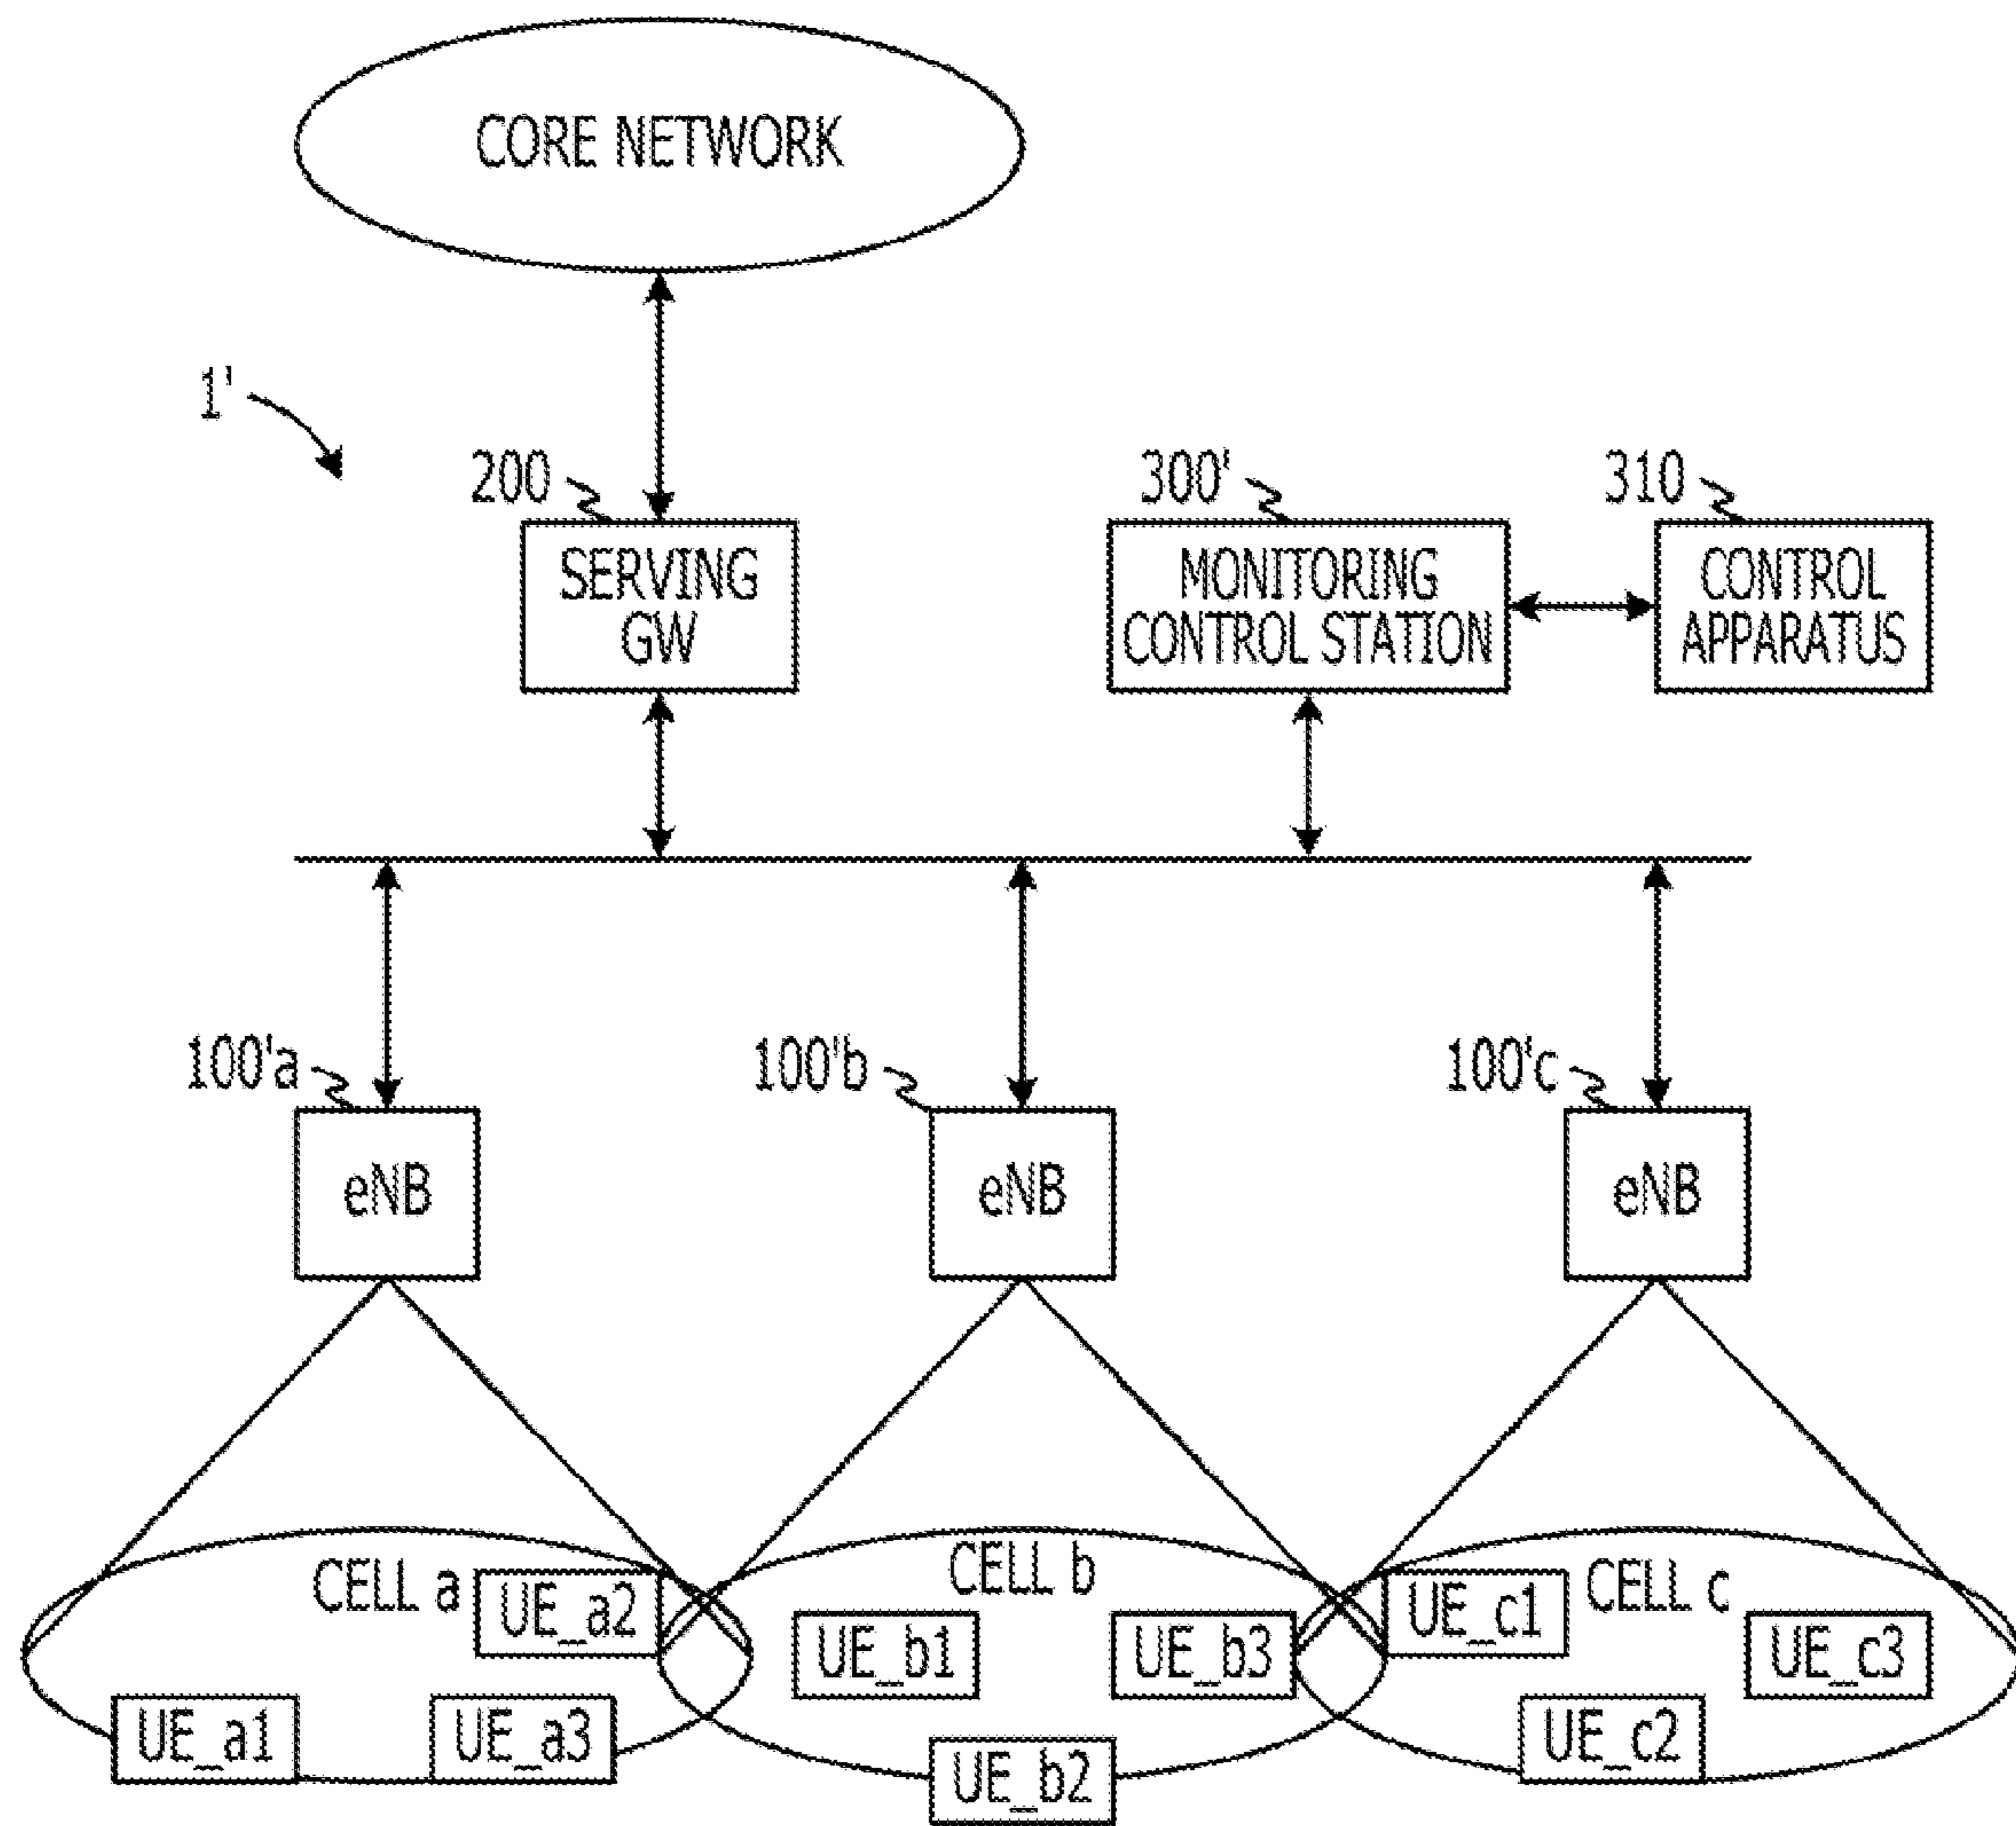 CORE NETWORK
1'
200
300'
310
SERVING
GW
MONITORING
CONTROL STATION
CONTROL
APPARATUS
100'a
100'b
100'c
eNB
eNB
eNB
CELL a
UE_a2
UE_a1
UE_a3
CELL b
UE_b1
UE_b3
UE_b2
UE_c1
CELL c
UE_c3
UE_c2